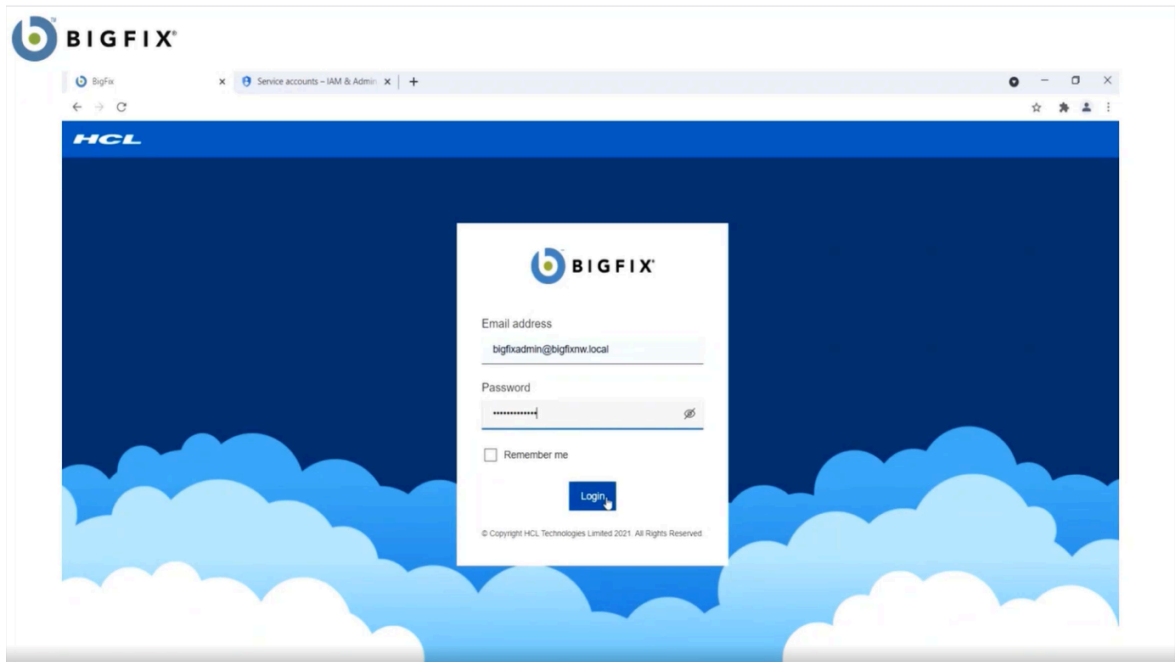 BIGFIX®
BigFix
Service accounts – IAM & Admin
HCL
BIGFIX™
Email address
bigfixadmin@bigfixnw.local
Password
•••••••••••••
Remember me
Login
© Copyright HCL Technologies Limited 2021. All Rights Reserved.